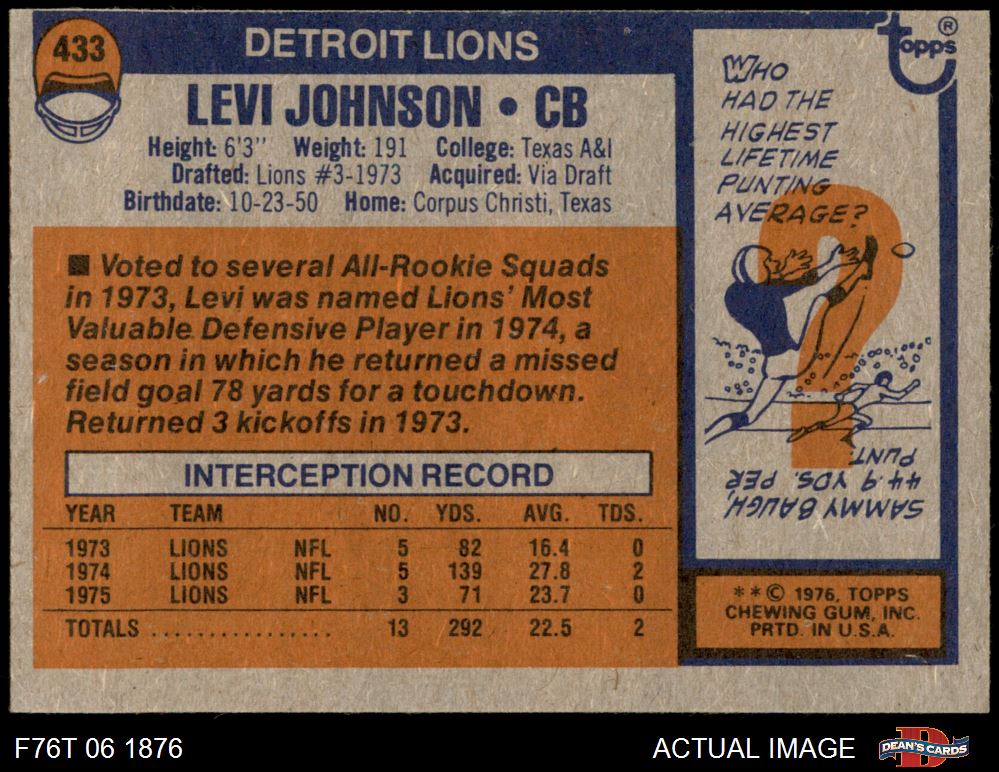 433
DETROIT LIONS
LEVI JOHNSON • CB
Height: 6'3" Weight: 191 College: Texas A&I
Drafted: Lions #3-1973 Acquired: Via Draft
Birthdate: 10-23-50 Home: Corpus Christi, Texas
■ Voted to several All-Rookie Squads
in 1973, Levi was named Lions' Most
Valuable Defensive Player in 1974, a
season in which he returned a missed
field goal 78 yards for a touchdown.
Returned 3 kickoffs in 1973.
INTERCEPTION RECORD
YEAR TEAM NO. YDS. AVG. TDS.
1973 LIONS NFL 5 82 16.4 0
1974 LIONS NFL 5 139 27.8 2
1975 LIONS NFL 3 71 23.7 0
TOTALS ................ 13 292 22.5 2
Topps®
WHO
HAD THE
HIGHEST
LIFETIME
PUNTING
AVERAGE?
SAMMY BAUGH,
44.9 YDS. PER
PUNT.
**© 1976, TOPPS
CHEWING GUM, INC.
PRTD. IN U.S.A.
F76T 06 1876
ACTUAL IMAGE
DEAN'S CARDS